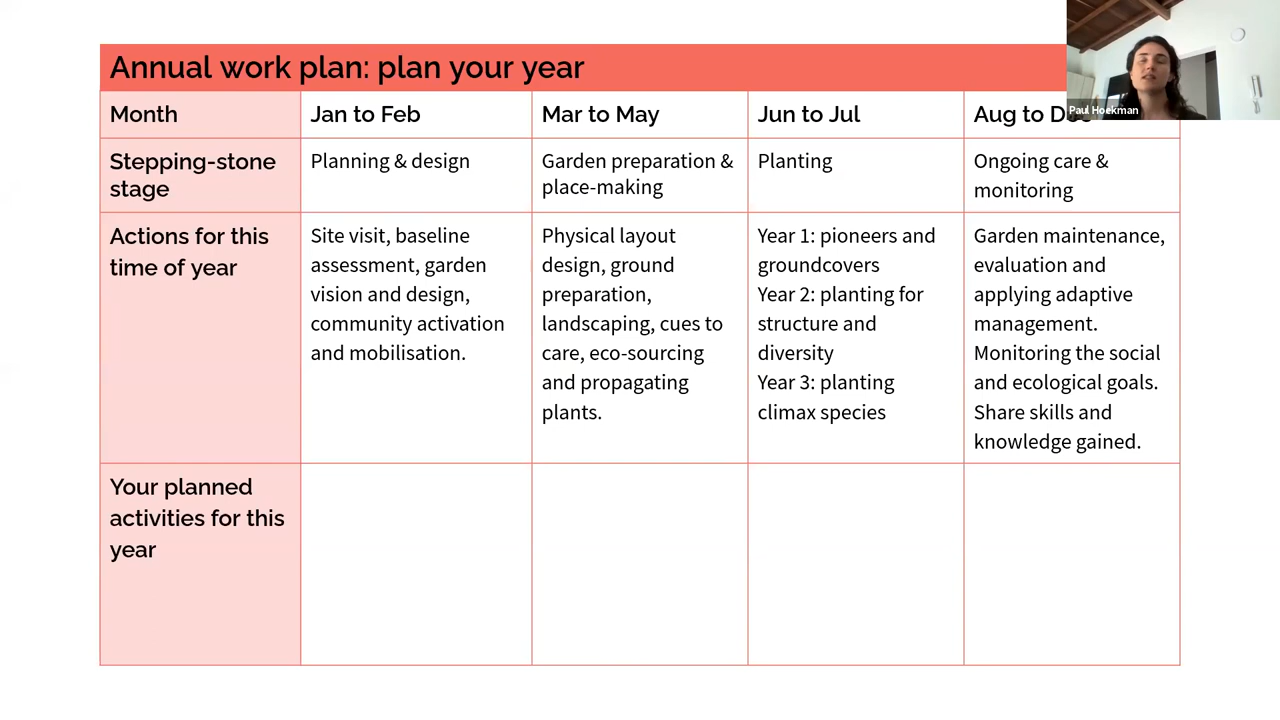 Annual work plan: plan your year
Month
Jan to Feb
Mar to May
Jun to Jul
Aug to Dec
Paul Hoekman
Stepping-stone
stage
Planning & design
Garden preparation &
place-making
Planting
Ongoing care &
monitoring
Actions for this
time of year
Site visit, baseline
assessment, garden
vision and design,
community activation
and mobilisation.
Physical layout
design, ground
preparation,
landscaping, cues to
care, eco-sourcing
and propagating
plants.
Year 1: pioneers and
groundcovers
Year 2: planting for
structure and
diversity
Year 3: planting
climax species
Garden maintenance,
evaluation and
applying adaptive
management.
Monitoring the social
and ecological goals.
Share skills and
knowledge gained.
Your planned
activities for this
year